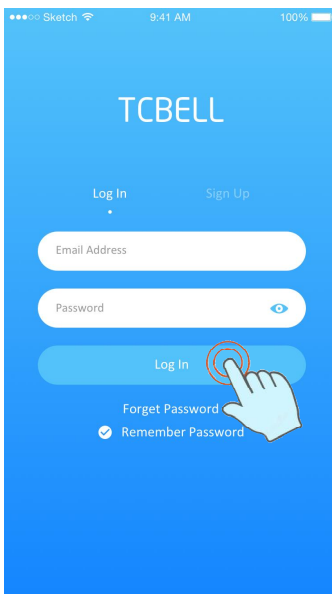 Sketch 9:41 AM 100%
TCBELL
Log In Sign Up
Email Address
Password
Log In
Forget Password
Remember Password